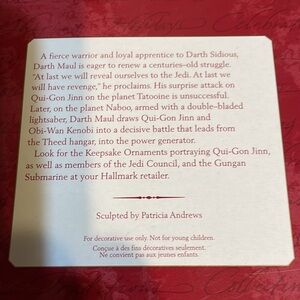 A fierce warrior and loyal apprentice to Darth Sidious,
Darth Maul is eager to renew a centuries-old struggle.
"At last we will reveal ourselves to the Jedi. At last we
will have revenge," he proclaims. His surprise attack on
Qui-Gon Jinn on the planet Tatooine is unsuccessful.
Later, on the planet Naboo, armed with a double-bladed
lightsaber, Darth Maul draws Qui-Gon Jinn and
Obi-Wan Kenobi into a decisive battle that leads from
the Theed hangar, into the power generator.
Look for the Keepsake Ornaments portraying Qui-Gon Jinn,
as well as members of the Jedi Council, and the Gungan
Submarine at your Hallmark retailer.
Sculpted by Patricia Andrews
For decorative use only. Not for young children.
Conçue à des fins décoratives seulement.
Ne convient pas aux jeunes enfants.